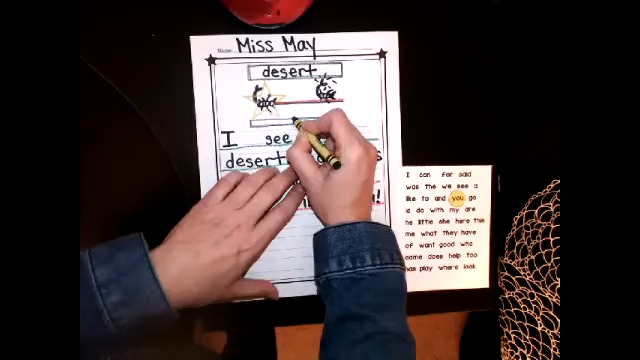 Name: Miss May
desert
I see
desert
I can for said
was the we see a
like to and you go
is do with my are
he little she here this
me what they have
of want good who
come does help too
has play where look